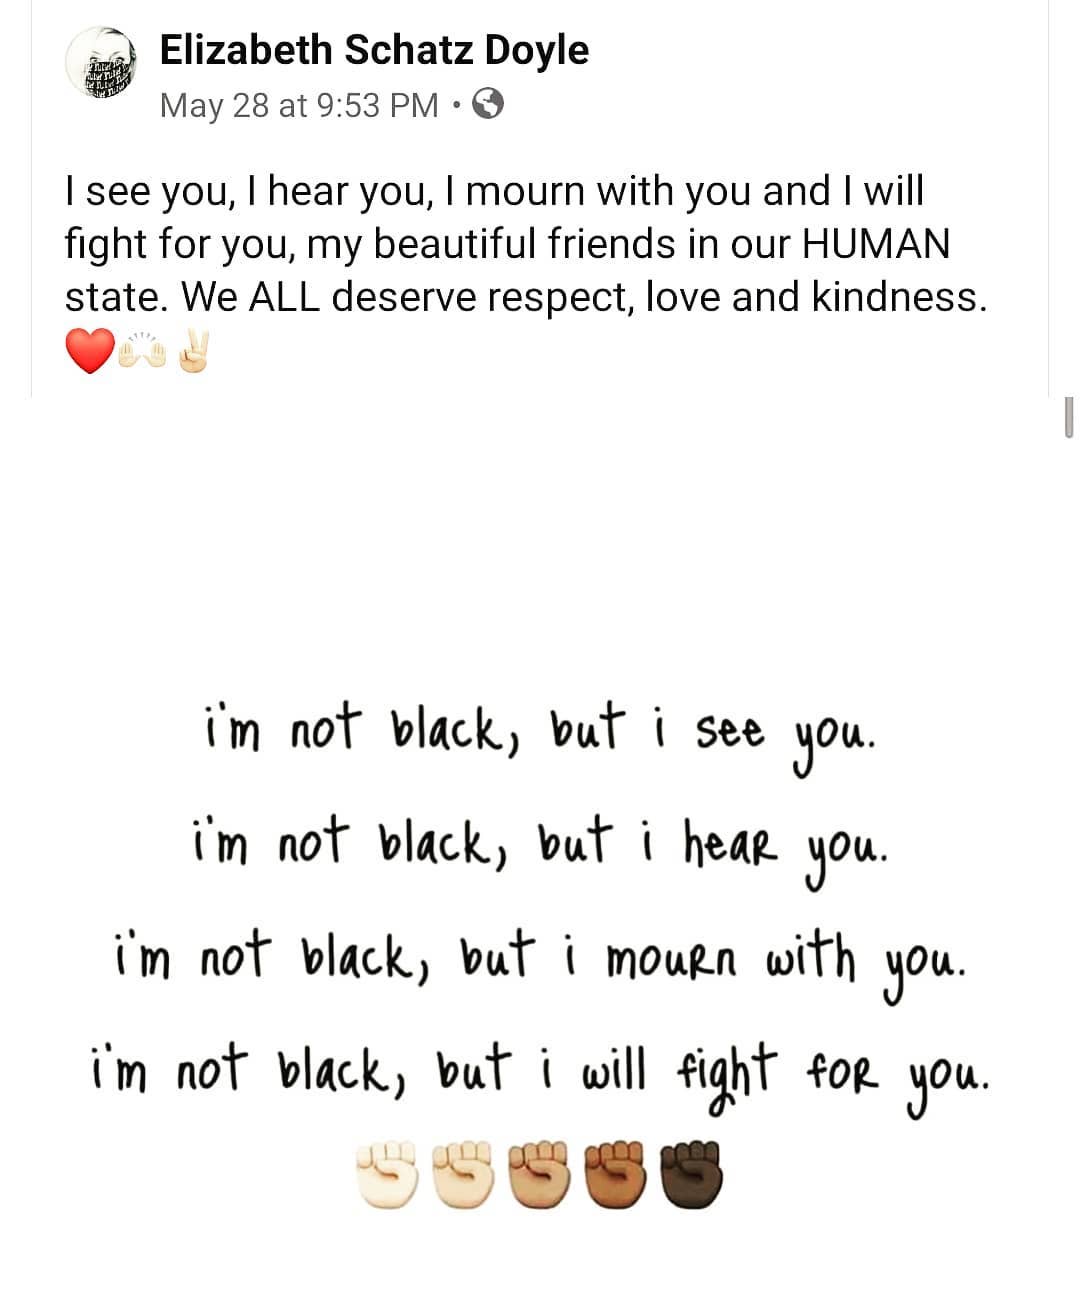 Elizabeth Schatz Doyle
May 28 at 9:53 PM •
I see you, I hear you, I mourn with you and I will
fight for you, my beautiful friends in our HUMAN
state. We ALL deserve respect, love and kindness.
❤️🙌🏻✌🏻
i'm not black, but i see you.
i'm not black, but i hear you.
i'm not black, but i mourn with you.
i'm not black, but i will fight for you.
✊🏻✊🏼✊🏽✊🏾✊🏿